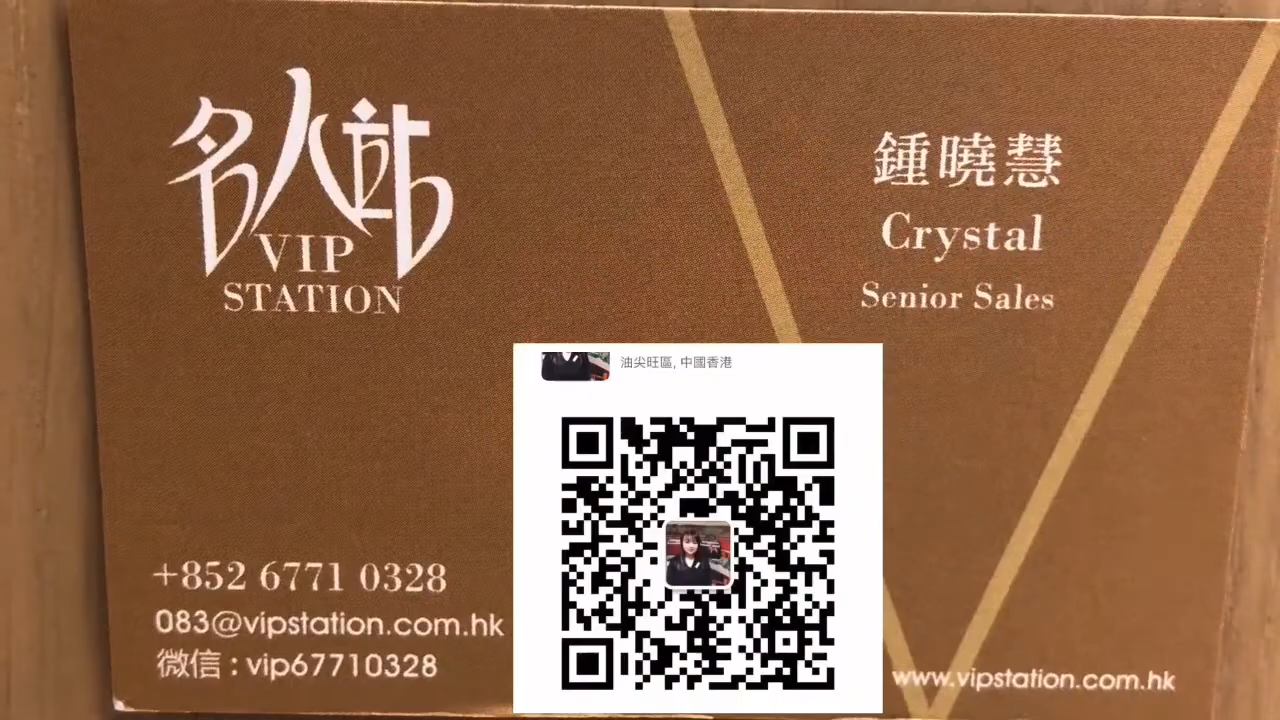 名人站
VIP
STATION
鍾曉慧
Crystal
Senior Sales
油尖旺區, 中國香港
+852 6771 0328
083@vipstation.com.hk
微信 : vip67710328
www.vipstation.com.hk